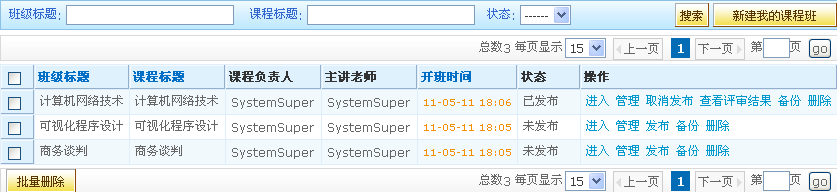 班级标题: 课程标题: 状态: ------ 搜索 新建我的课程班
总数3 每页显示 15 上一页 1 下一页 第 页 go
班级标题 课程标题 课程负责人 主讲老师 开班时间 状态 操作
计算机网络技术 计算机网络技术 SystemSuper SystemSuper 11-05-11 18:06 已发布 进入 管理 取消发布 查看评审结果 备份 删除
可视化程序设计 可视化程序设计 SystemSuper SystemSuper 11-05-11 18:05 未发布 进入 管理 发布 备份 删除
商务谈判 商务谈判 SystemSuper SystemSuper 11-05-11 18:05 未发布 进入 管理 发布 备份 删除
批量删除 总数3 每页显示 15 上一页 1 下一页 第 页 go